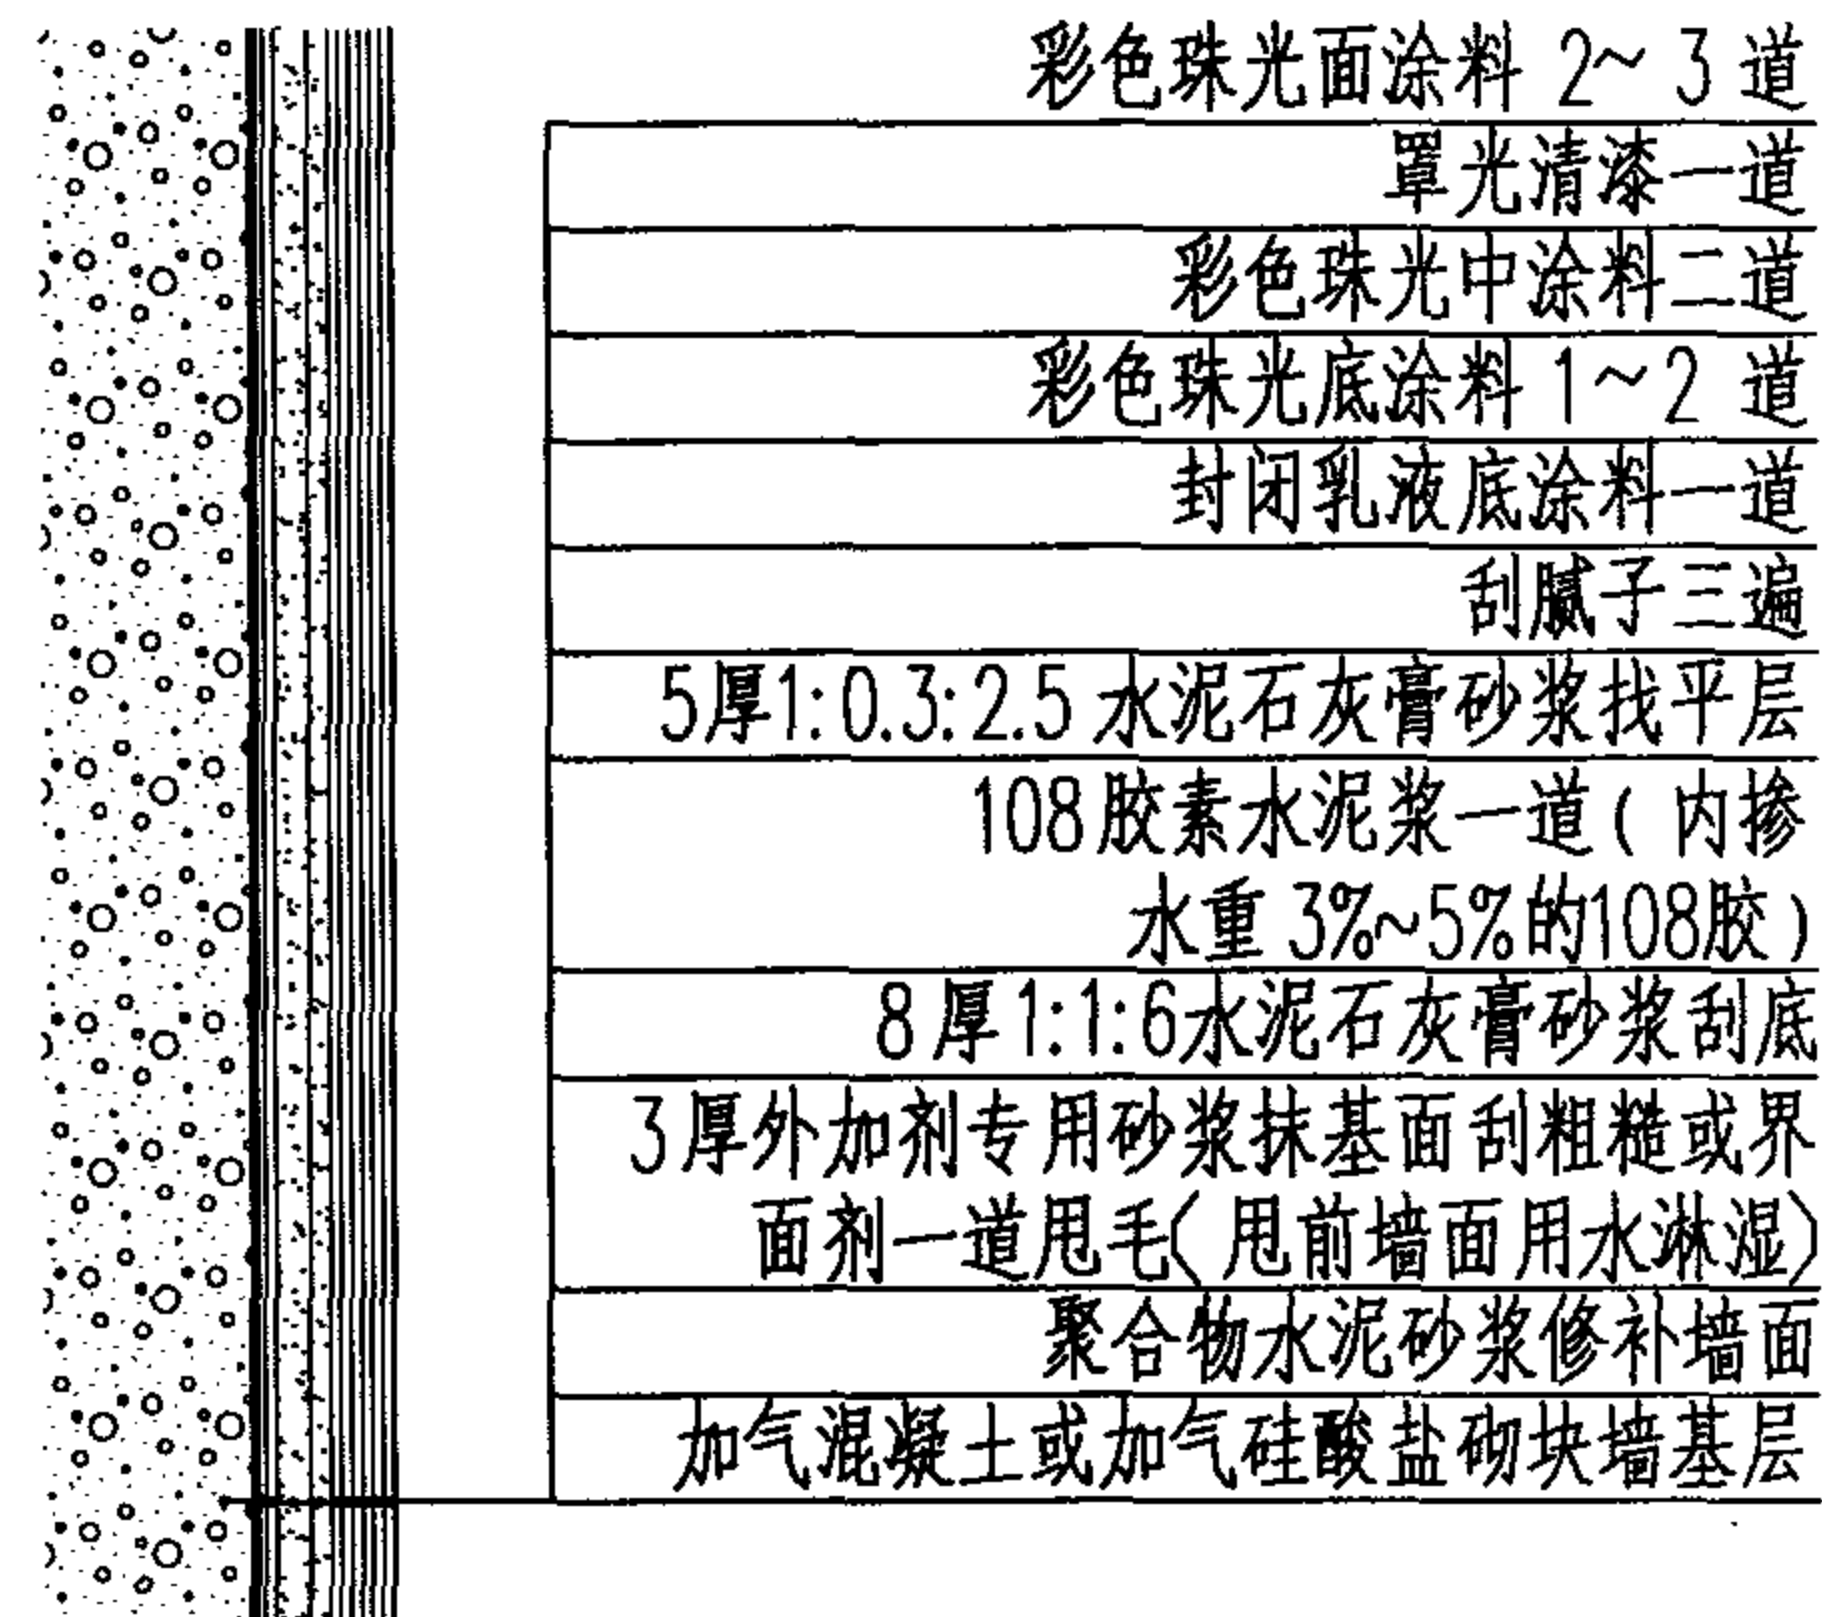 彩色珠光面涂料 2~3 道
罩光清漆一道
彩色珠光中涂料二道
彩色珠光底涂料 1~2 道
封闭乳液底涂料一道
刮腻子三遍
5厚1:0.3:2.5 水泥石灰膏砂浆找平层
108胶素水泥浆一道(内掺
水重 3%~5%的108胶)
8厚1:1:6水泥石灰膏砂浆刮底
3厚外加剂专用砂浆抹基面刮粗糙或界
面剂一道甩毛(甩前墙面用水淋湿)
聚合物水泥砂浆修补墙面
加气混凝土或加气硅酸盐砌块墙基层